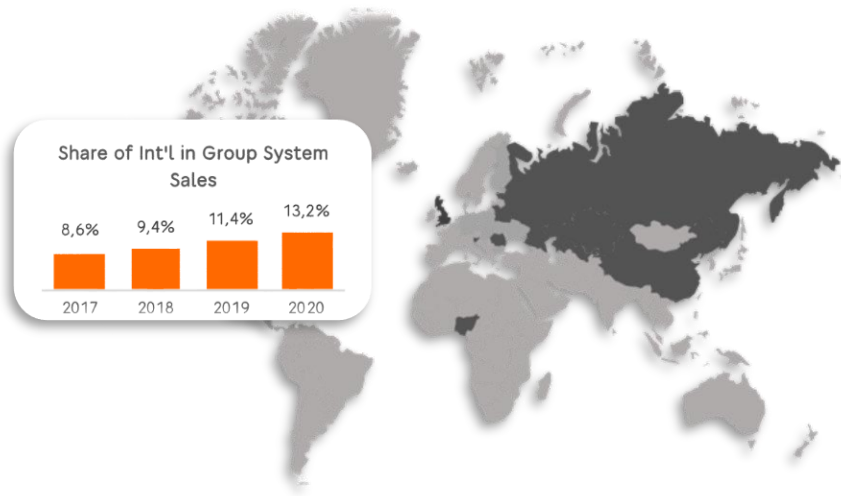 Share of Int'l in Group System
Sales
8,6% 9,4% 11,4% 13,2%
2017 2018 2019 2020